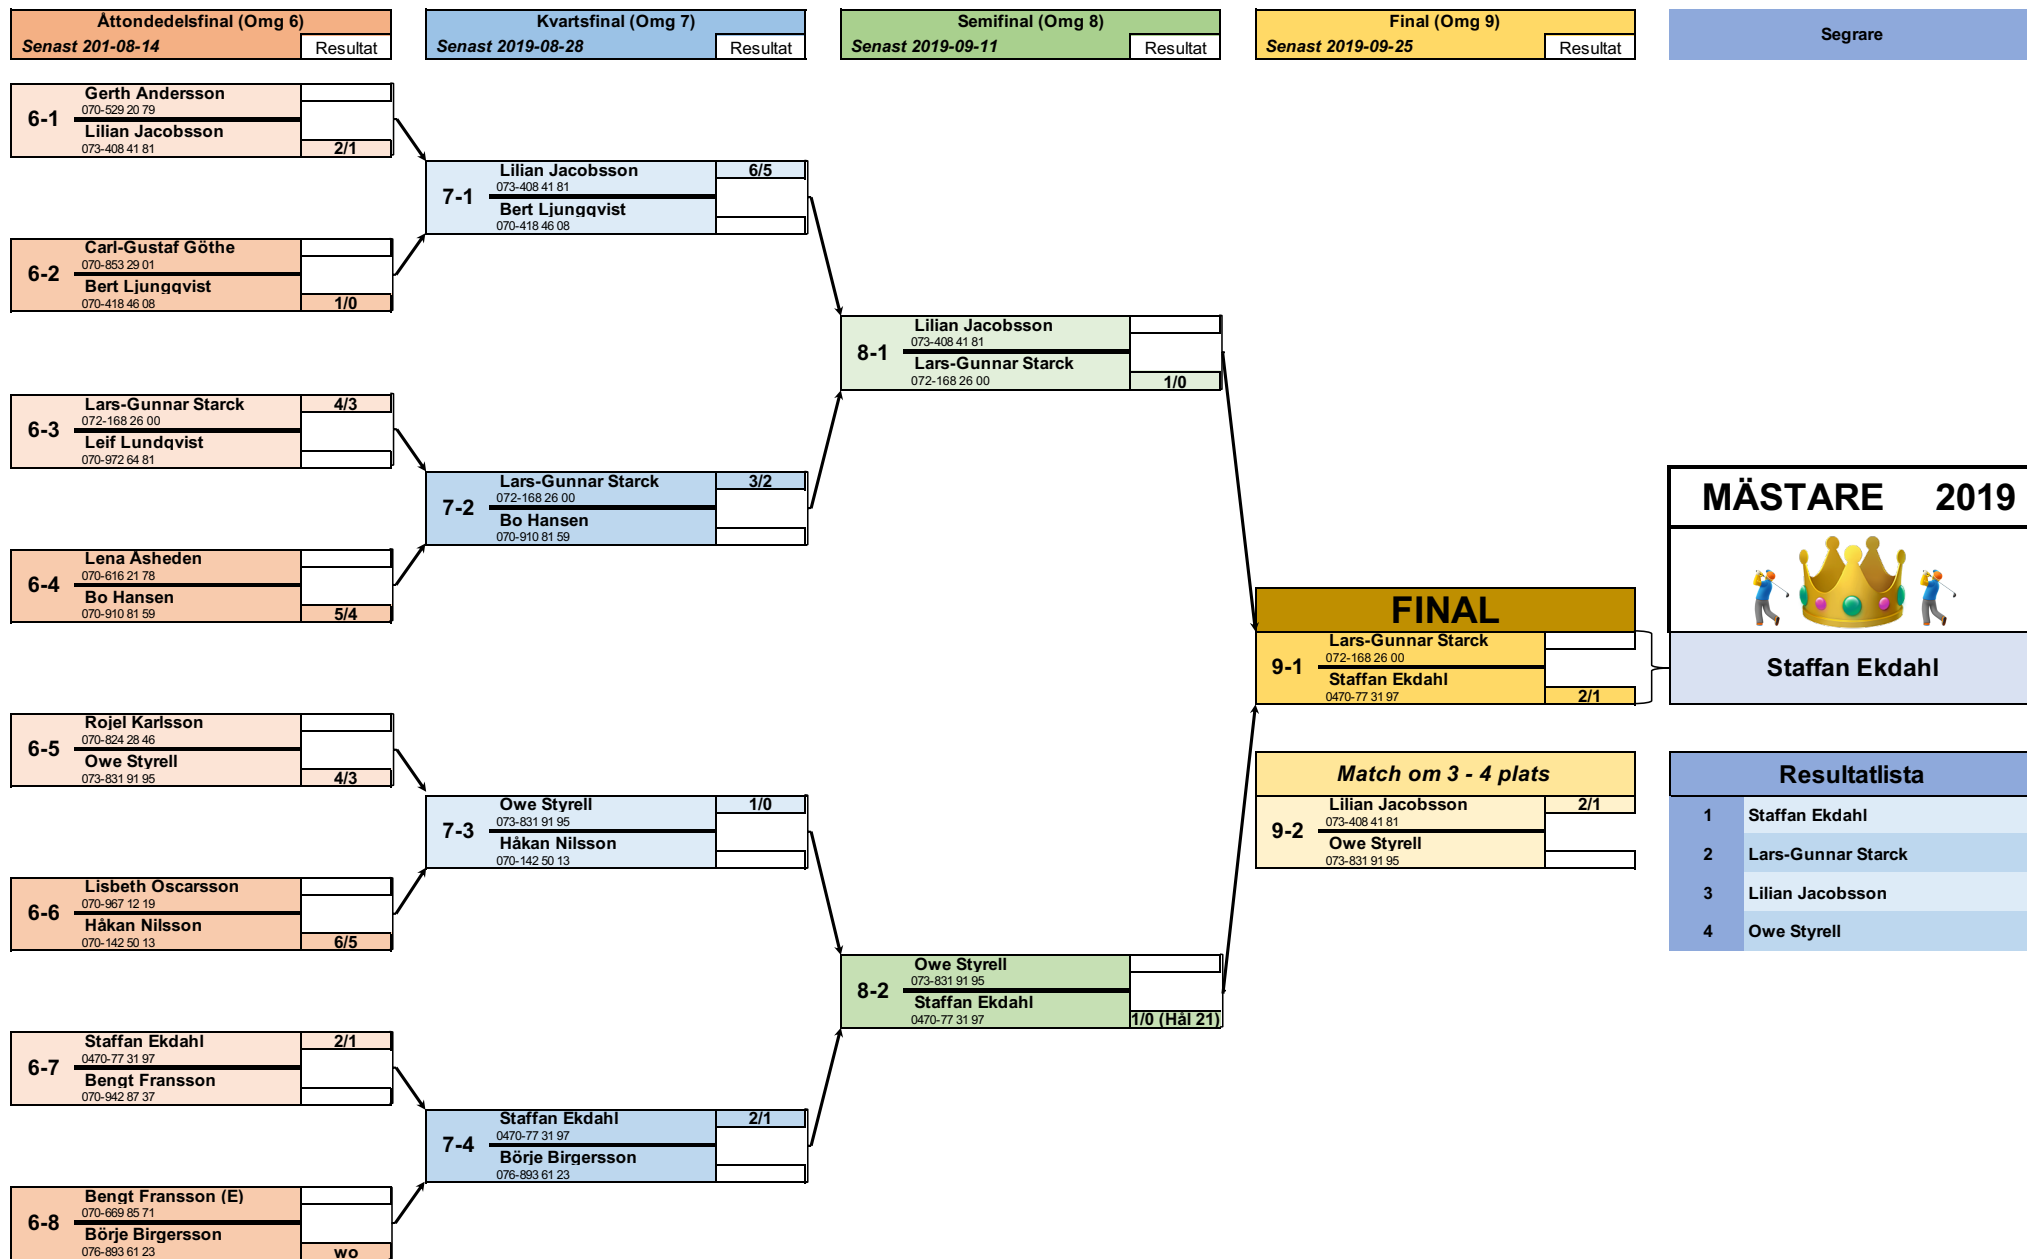 Åttondedelsfinal (Omg 6)
Senast 201-08-14 Resultat
Kvartsfinal (Omg 7)
Senast 2019-08-28 Resultat
Semifinal (Omg 8)
Senast 2019-09-11 Resultat
Final (Omg 9)
Senast 2019-09-25 Resultat
Segrare
6-1
Gerth Andersson
070-529 20 79
Lilian Jacobsson
073-408 41 81 2/1
6-2
Carl-Gustaf Göthe
070-853 29 01
Bert Ljungqvist
070-418 46 08 1/0
6-3
Lars-Gunnar Starck 4/3
072-168 26 00
Leif Lundqvist
070-972 64 81
6-4
Lena Åsheden
070-616 21 78
Bo Hansen
070-910 81 59 5/4
6-5
Rojel Karlsson
070-824 28 46
Owe Styrell
073-831 91 95 4/3
6-6
Lisbeth Oscarsson
070-967 12 19
Håkan Nilsson
070-142 50 13 6/5
6-7
Staffan Ekdahl 2/1
0470-77 31 97
Bengt Fransson
070-942 87 37
6-8
Bengt Fransson (E)
070-669 85 71
Börje Birgersson
076-893 61 23 wo
7-1
Lilian Jacobsson 6/5
073-408 41 81
Bert Ljungqvist
070-418 46 08
7-2
Lars-Gunnar Starck 3/2
072-168 26 00
Bo Hansen
070-910 81 59
7-3
Owe Styrell 1/0
073-831 91 95
Håkan Nilsson
070-142 50 13
7-4
Staffan Ekdahl 2/1
0470-77 31 97
Börje Birgersson
076-893 61 23
8-1
Lilian Jacobsson
073-408 41 81
Lars-Gunnar Starck
072-168 26 00 1/0
8-2
Owe Styrell
073-831 91 95
Staffan Ekdahl
0470-77 31 97 1/0 (Hål 21)
FINAL
9-1
Lars-Gunnar Starck
072-168 26 00
Staffan Ekdahl
0470-77 31 97 2/1
Match om 3 - 4 plats
9-2
Lilian Jacobsson 2/1
073-408 41 81
Owe Styrell
073-831 91 95
MÄSTARE 2019
Staffan Ekdahl
Resultatlista
1 Staffan Ekdahl
2 Lars-Gunnar Starck
3 Lilian Jacobsson
4 Owe Styrell